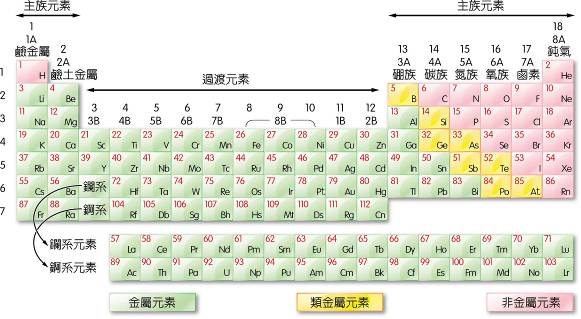 主族元素 主族元素
1 18
1A 8A
鹼金屬 鈍氣
2 13 14 15 16 17
2A 3A 4A 5A 6A 7A
鹼土金屬 硼族 碳族 氮族 氧族 鹵素
過渡元素
3 4 5 6 7 8 9 10 11 12
3B 4B 5B 6B 7B 8B 1B 2B
1 1 2
H He
2 3 4 5 6 7 8 9 10
Li Be B C N O F Ne
3 11 12 13 14 15 16 17 18
Na Mg Al Si P S Cl Ar
4 19 20 21 22 23 24 25 26 27 28 29 30 31 32 33 34 35 36
K Ca Sc Ti V Cr Mn Fe Co Ni Cu Zn Ga Ge As Se Br Kr
5 37 38 39 40 41 42 43 44 45 46 47 48 49 50 51 52 53 54
Rb Sr Y Zr Nb Mo Tc Ru Rh Pd Ag Cd In Sn Sb Te I Xe
6 55 56 鑭系 72 73 74 75 76 77 78 79 80 81 82 83 84 85 86
Cs Ba Hf Ta W Re Os Ir Pt Au Hg Tl Pb Bi Po At Rn
7 87 88 錒系 104 105 106 107 108 109 110 111 112
Fr Ra Rf Db Sg Bh Hs Mt Ds Rg Cn
鑭系元素 57 58 59 60 61 62 63 64 65 66 67 68 69 70 71
La Ce Pr Nd Pm Sm Eu Gd Tb Dy Ho Er Tm Yb Lu
錒系元素 89 90 91 92 93 94 95 96 97 98 99 100 101 102 103
Ac Th Pa U Np Pu Am Cm Bk Cf Es Fm Md No Lr
金屬元素 類金屬元素 非金屬元素